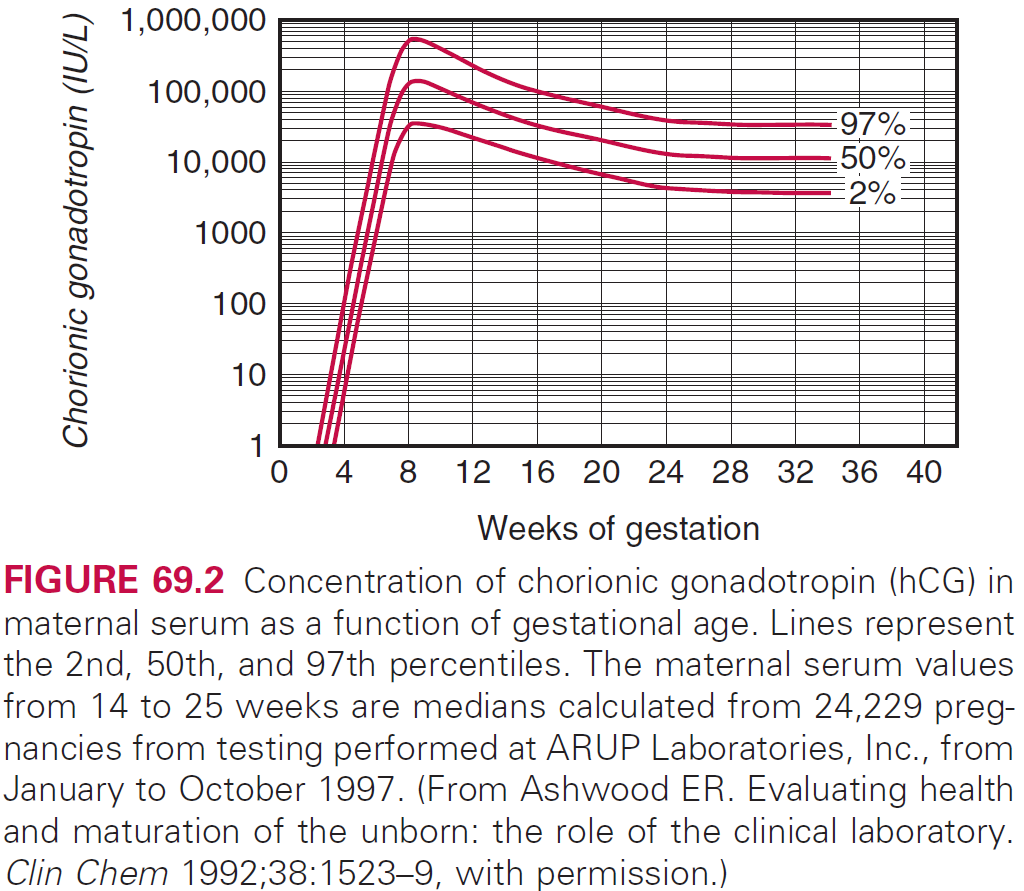 Chorionic gonadotropin (IU/L)
1,000,000
100,000
10,000
1000
100
10
1
97%
50%
2%
0 4 8 12 16 20 24 28 32 36 40
Weeks of gestation
FIGURE 69.2 Concentration of chorionic gonadotropin (hCG) in
maternal serum as a function of gestational age. Lines represent
the 2nd, 50th, and 97th percentiles. The maternal serum values
from 14 to 25 weeks are medians calculated from 24,229 preg-
nancies from testing performed at ARUP Laboratories, Inc., from
January to October 1997. (From Ashwood ER. Evaluating health
and maturation of the unborn: the role of the clinical laboratory.
Clin Chem 1992;38:1523–9, with permission.)